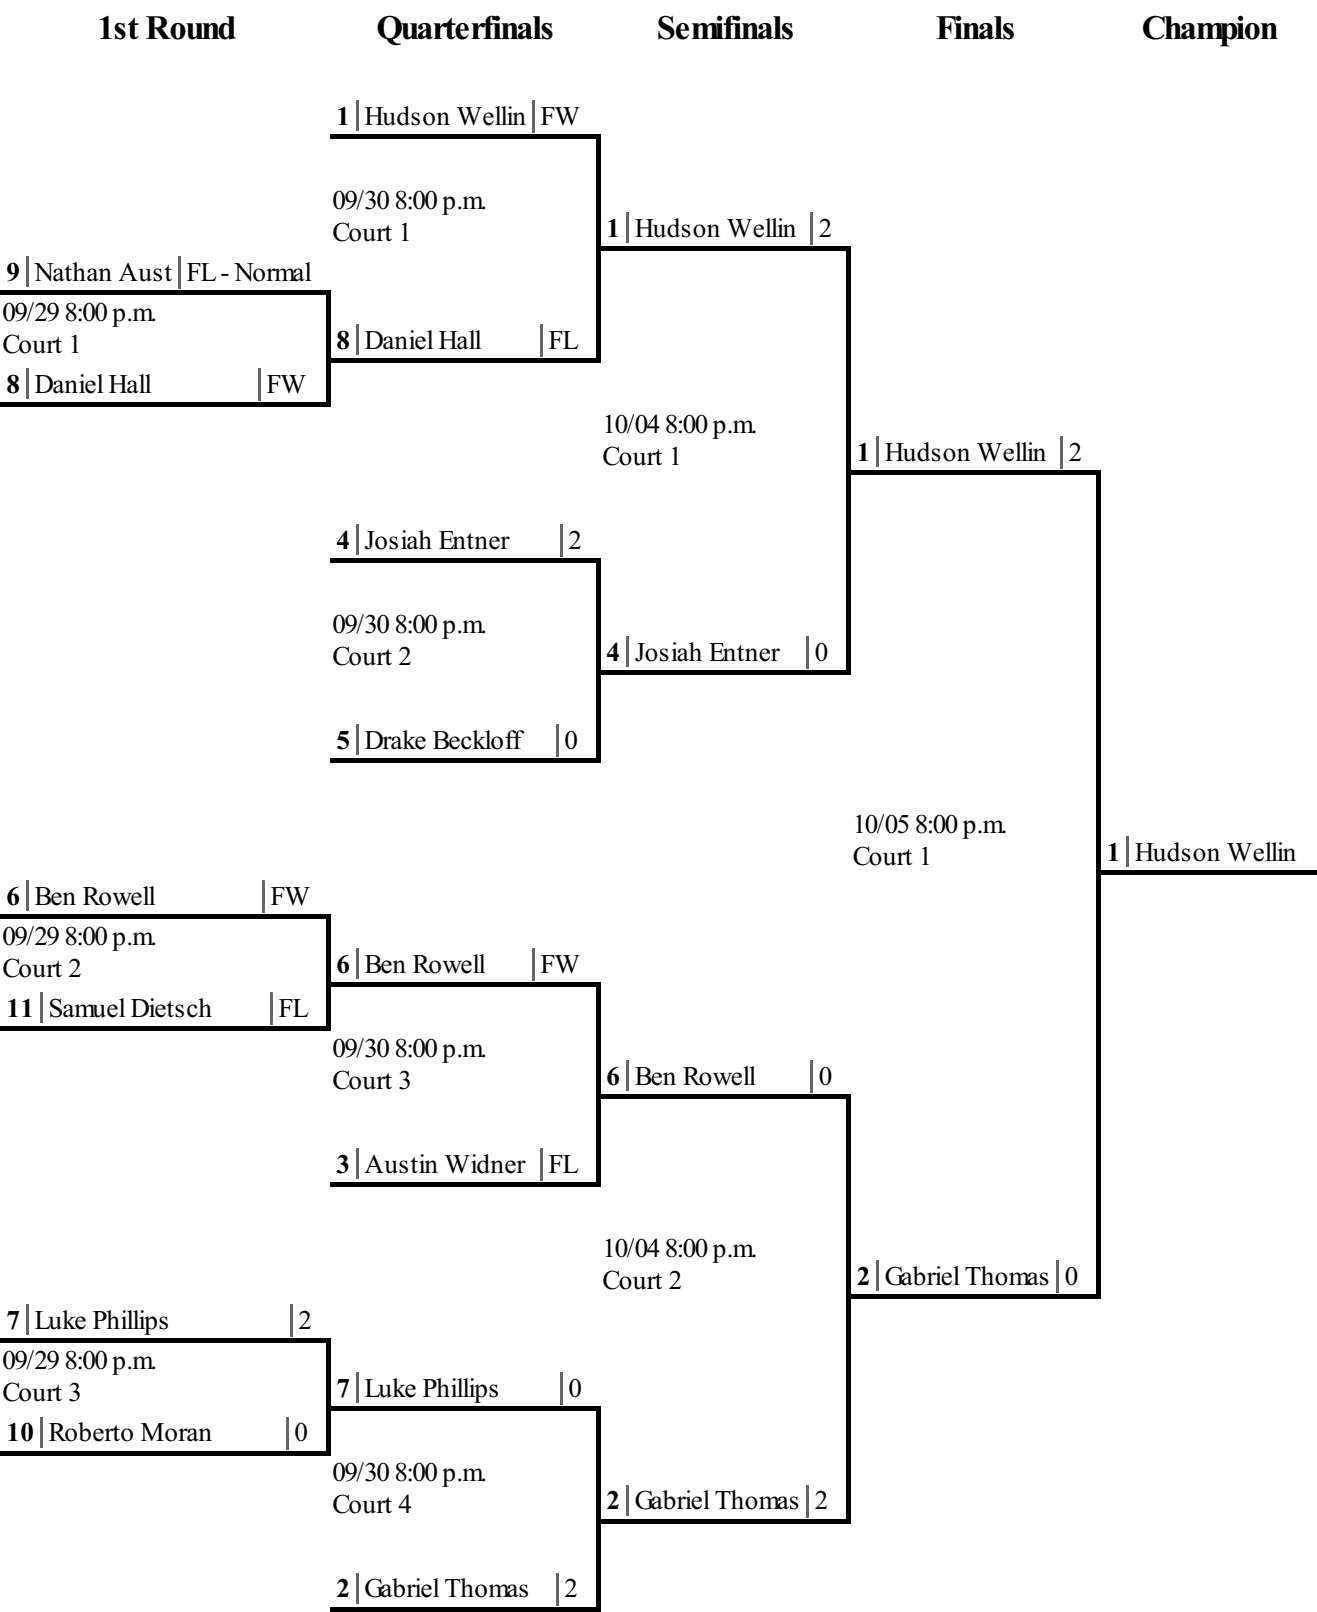 1st Round Quarterfinals Semifinals Finals Champion
1 Hudson Wellin FW
09/30 8:00 p.m.
Court 1
1 Hudson Wellin 2
9 Nathan Aust FL - Normal
09/29 8:00 p.m.
Court 1
8 Daniel Hall FL
8 Daniel Hall FW
10/04 8:00 p.m.
Court 1
1 Hudson Wellin 2
4 Josiah Entner 2
09/30 8:00 p.m.
Court 2
4 Josiah Entner 0
5 Drake Beckloff 0
10/05 8:00 p.m.
Court 1
1 Hudson Wellin
6 Ben Rowell FW
09/29 8:00 p.m.
Court 2
6 Ben Rowell FW
11 Samuel Dietsch FL
09/30 8:00 p.m.
Court 3
6 Ben Rowell 0
3 Austin Widner FL
10/04 8:00 p.m.
Court 2
2 Gabriel Thomas 0
7 Luke Phillips 2
09/29 8:00 p.m.
Court 3
7 Luke Phillips 0
10 Roberto Moran 0
09/30 8:00 p.m.
Court 4
2 Gabriel Thomas 2
2 Gabriel Thomas 2